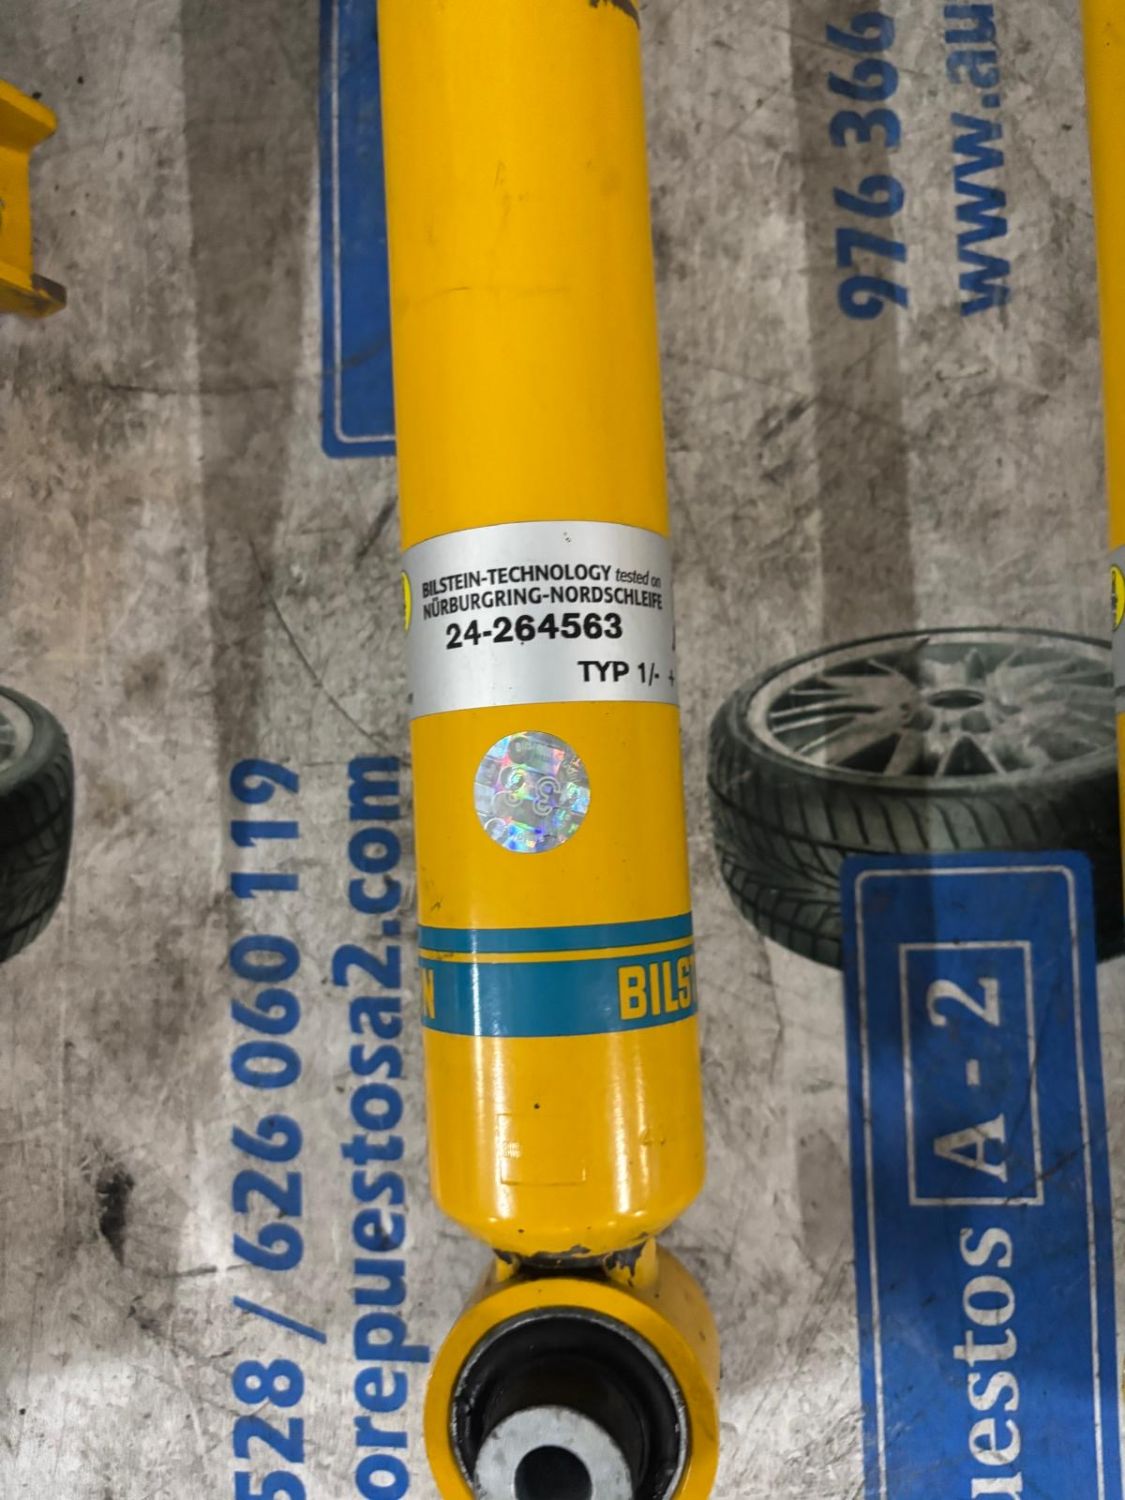 BILSTEIN-TECHNOLOGY tested on
NÜRBURGRING-NORDSCHLEIFE
24-264563
TYP 1/- +
N
BILS
976 366
www.au
528 / 626 060 119
orepuestosa2.com
uestos A-2